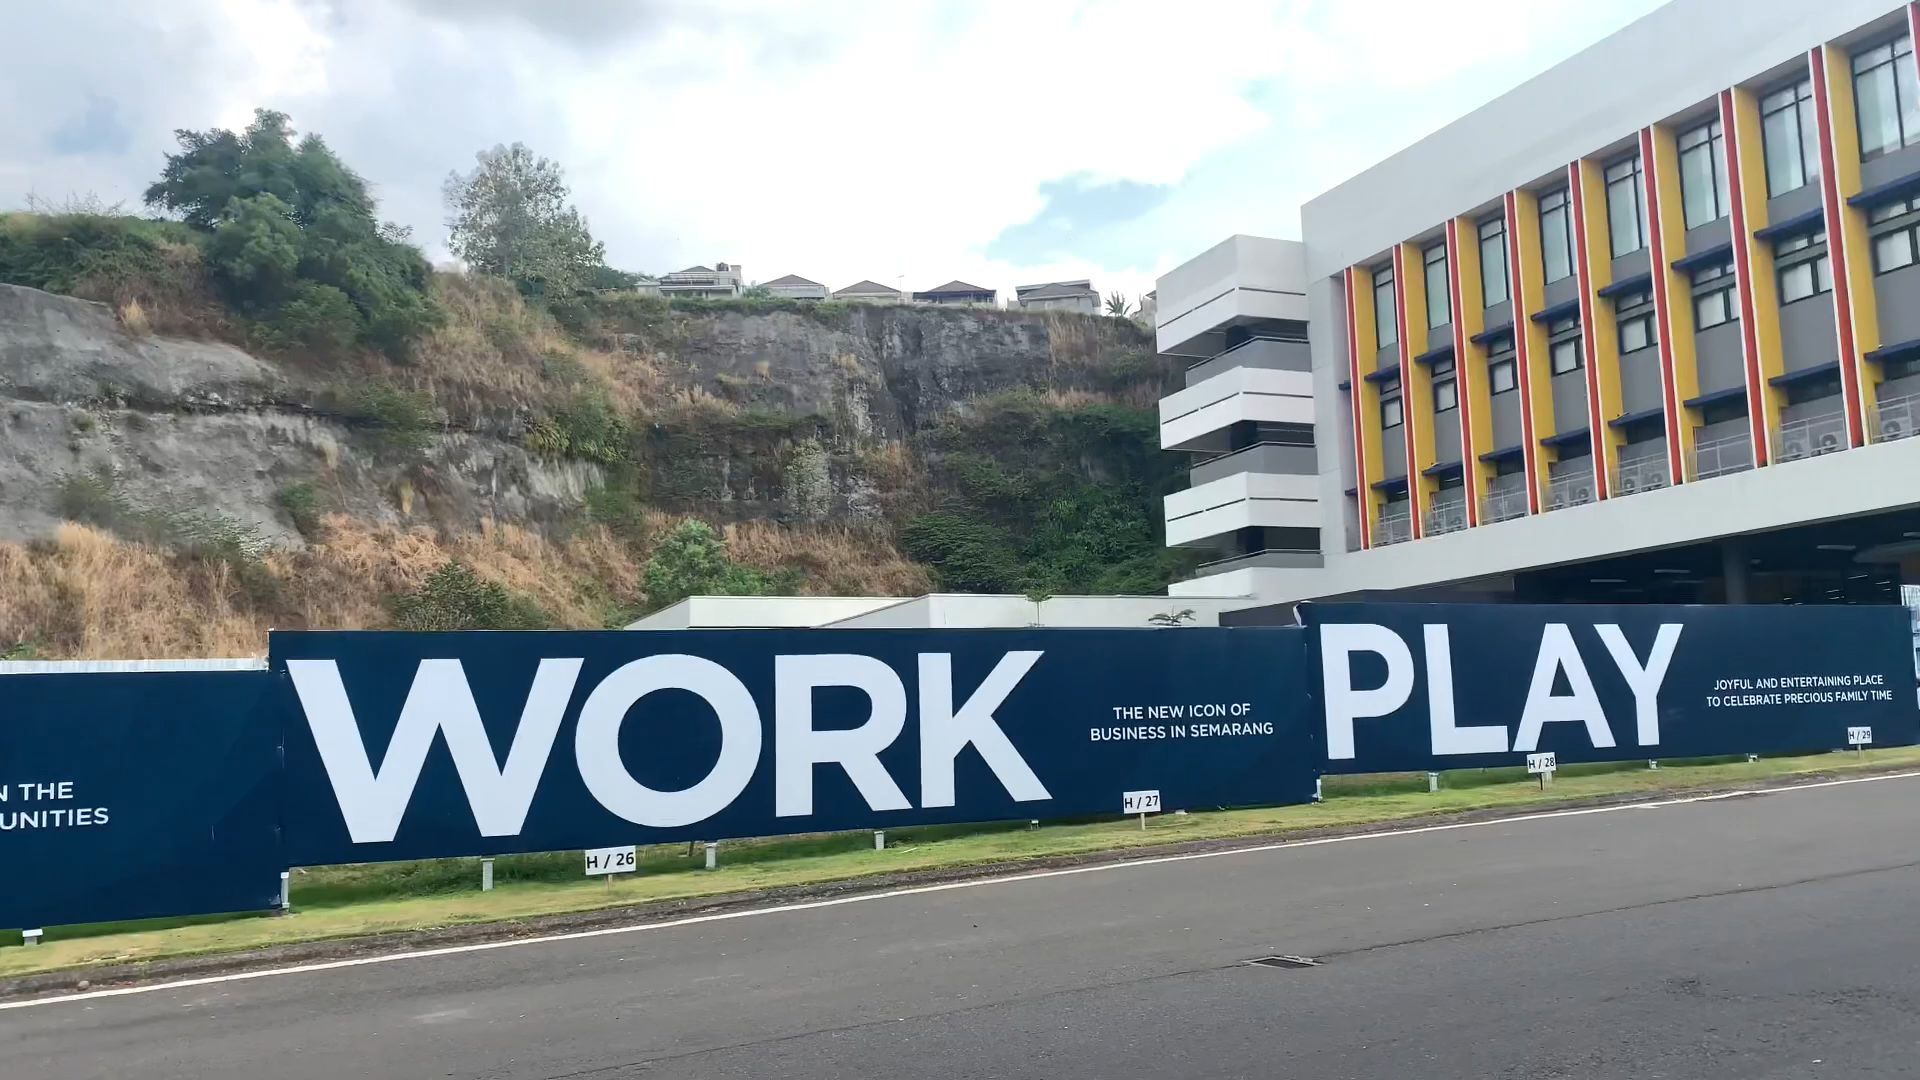 N THE
UNITIES
WORK
THE NEW ICON OF
BUSINESS IN SEMARANG
PLAY
JOYFUL AND ENTERTAINING PLACE
TO CELEBRATE PRECIOUS FAMILY TIME
H / 26
H / 27
H / 28
H / 29